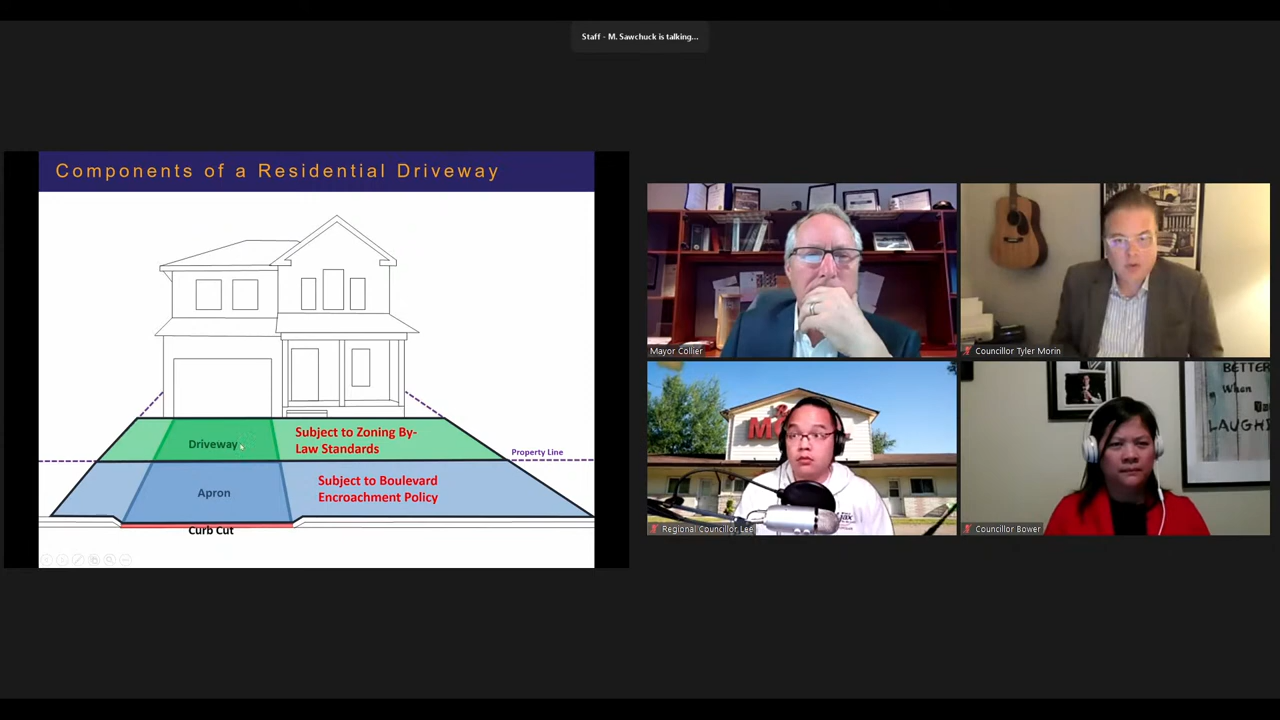 Staff - M. Sawchuck is talking...
Components of a Residential Driveway
Driveway
Subject to Zoning By-
Law Standards
Property Line
Apron
Subject to Boulevard
Encroachment Policy
Curb Cut
Mayor Collier
Councillor Tyler Morin
Regional Councillor Lee
BETTER
When
LAUGH
Councillor Bower